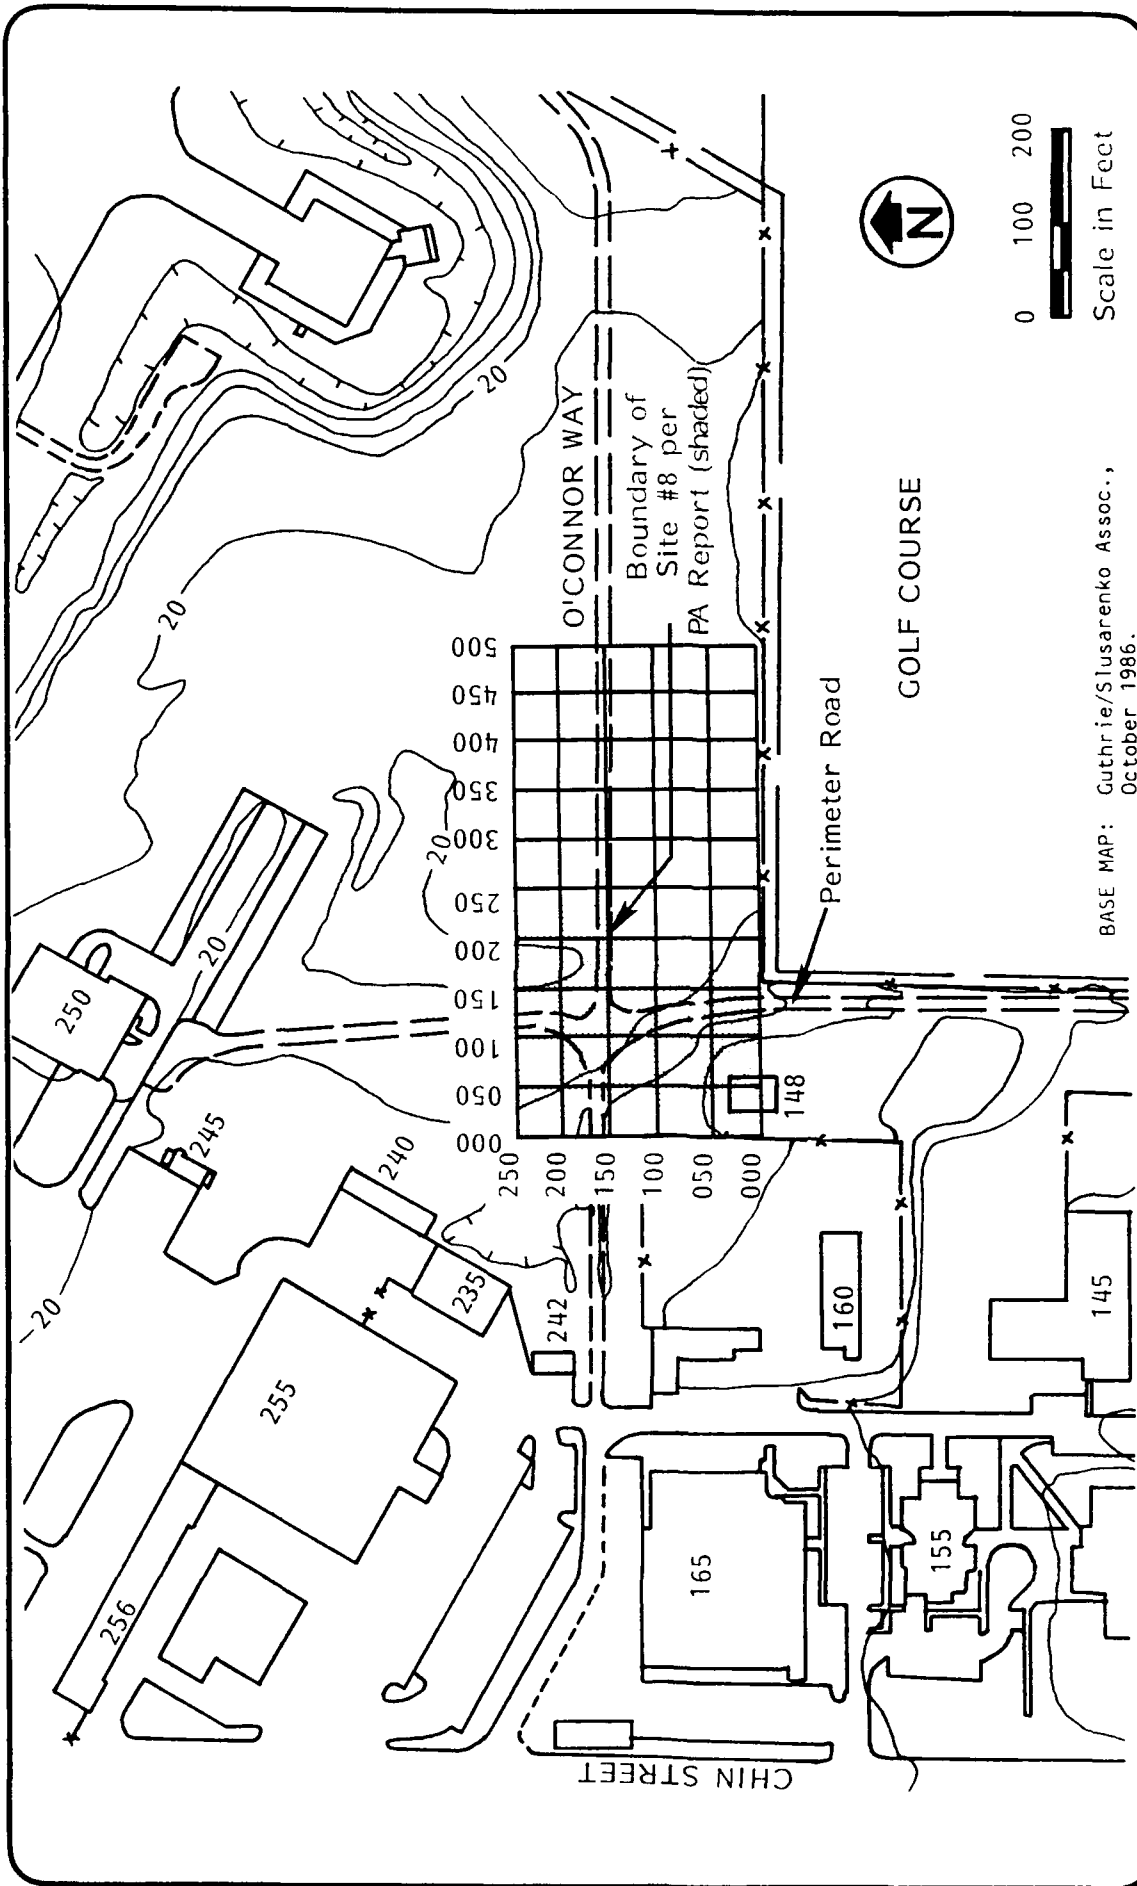 250
245
240
235
242
255
256
20
20
20
20
20
O'CONNOR WAY
Boundary of
Site #8 per
PA Report (shaded)
000 050 100 150 200 250 300 350 400 450 500
250
200
150
100
050
000
148
160
145
165
155
CHIN STREET
Perimeter Road
GOLF COURSE
N
0 100 200
Scale in Feet
BASE MAP: Guthrie/Slusarenko Assoc.,
October 1986.